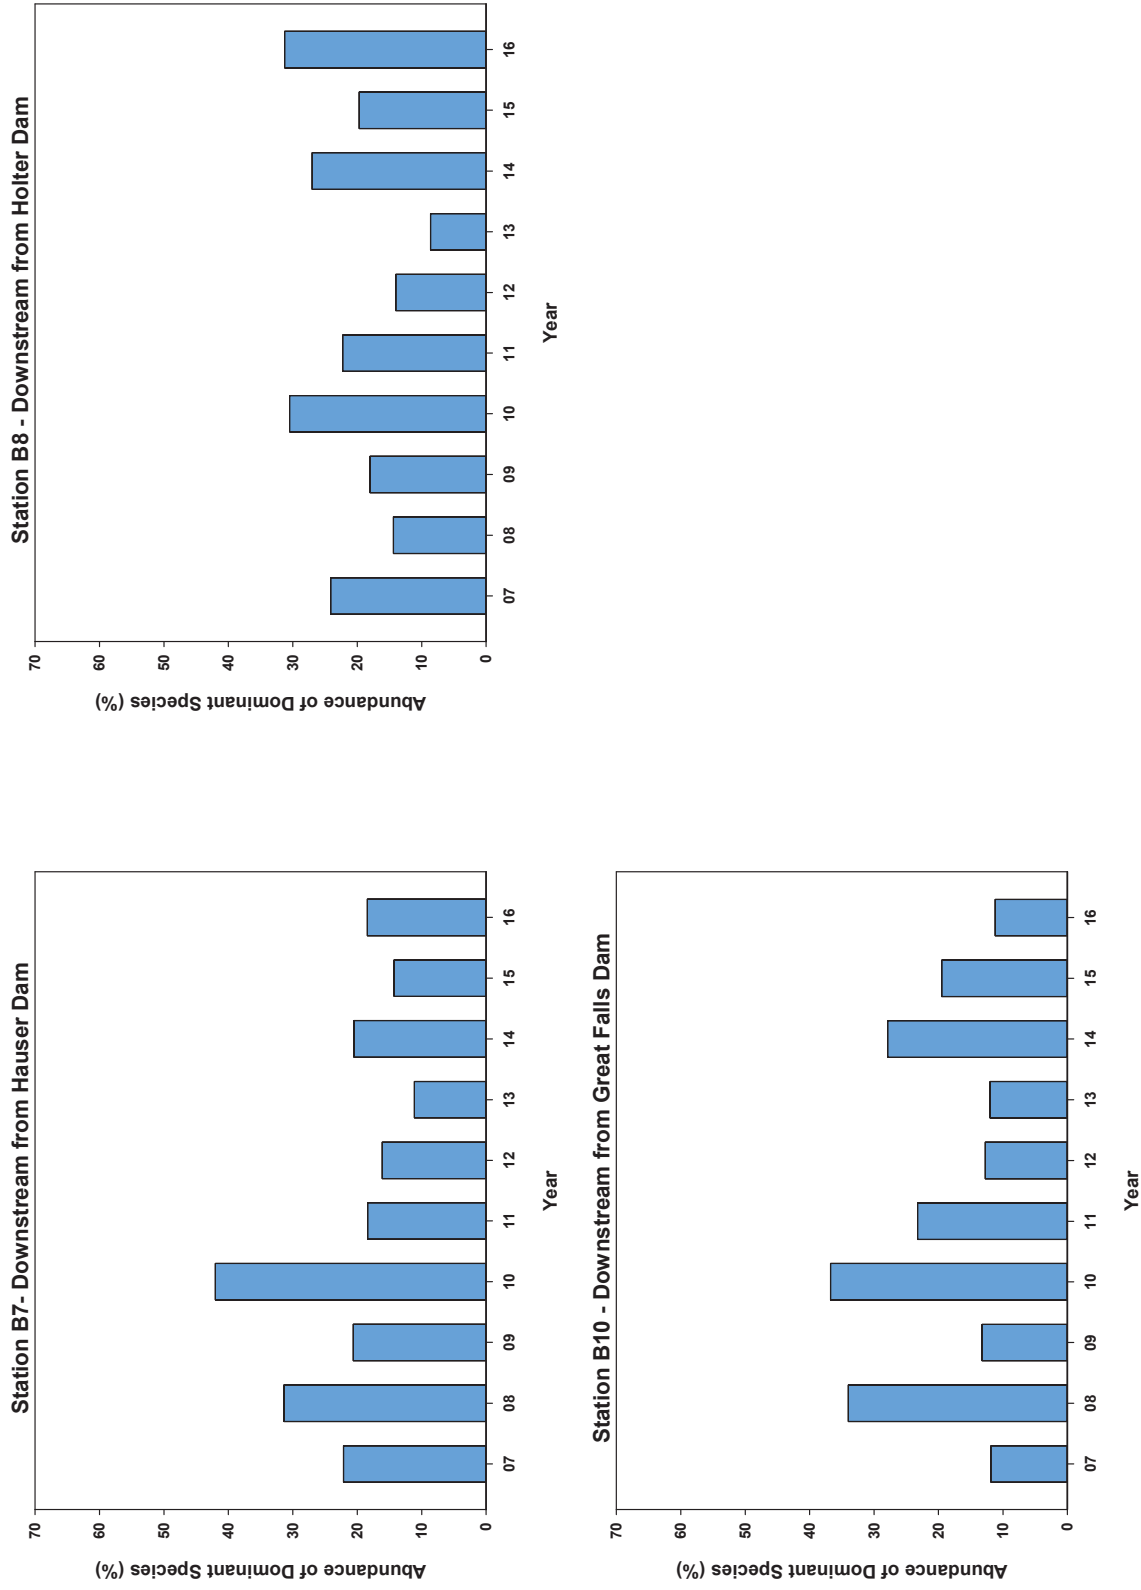 Station B7- Downstream from Hauser Dam
Abundance of Dominant Species (%)
70
60
50
40
30
20
10
0
07 08 09 10 11 12 13 14 15 16
Year
Station B8 - Downstream from Holter Dam
Abundance of Dominant Species (%)
70
60
50
40
30
20
10
0
07 08 09 10 11 12 13 14 15 16
Year
Station B10 - Downstream from Great Falls Dam
Abundance of Dominant Species (%)
70
60
50
40
30
20
10
0
07 08 09 10 11 12 13 14 15 16
Year